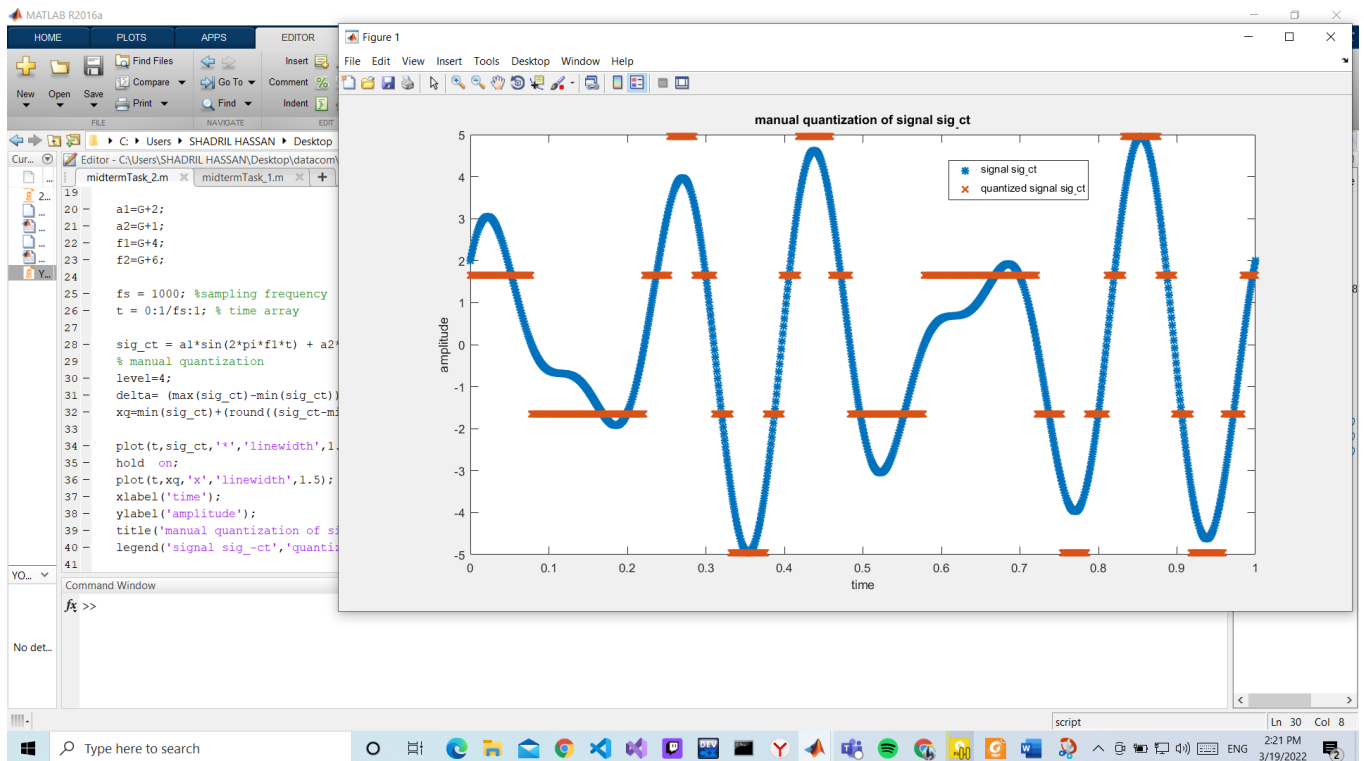 MATLAB R2016a
HOME PLOTS APPS EDITOR
New Open Save
Find Files
Compare
Print
Go To
Find
Insert
Comment
Indent
FILE NAVIGATE EDIT
C: Users SHADRIL HASSAN Desktop
Cur...
Editor - C:\Users\SHADRIL HASSAN\Desktop\datacom\
midtermTask_2.m midtermTask_1.m
...
2...
...
...
...
...
Y...
19
20 - a1=G+2;
21 - a2=G+1;
22 - f1=G+4;
23 - f2=G+6;
24
25 - fs = 1000; %sampling frequency
26 - t = 0:1/fs:1; % time array
27
28 - sig_ct = a1*sin(2*pi*f1*t) + a2*
29 % manual quantization
30 - level=4;
31 - delta= (max(sig_ct)-min(sig_ct))
32 - xq=min(sig_ct)+(round((sig_ct-mi
33
34 - plot(t,sig_ct,'*','linewidth',1.
35 - hold on;
36 - plot(t,xq,'x','linewidth',1.5);
37 - xlabel('time');
38 - ylabel('amplitude');
39 - title('manual quantization of si
40 - legend('signal sig_-ct','quanti
41
YO...
Command Window
fx >>
No det...
Figure 1
File Edit View Insert Tools Desktop Window Help
manual quantization of signal sig_ct
signal sig_ct
quantized signal sig_ct
amplitude
5
4
3
2
1
0
-1
-2
-3
-4
-5
0 0.1 0.2 0.3 0.4 0.5 0.6 0.7 0.8 0.9 1
time
script Ln 30 Col 8
Type here to search
DEV
ENG
2:21 PM
3/19/2022
2